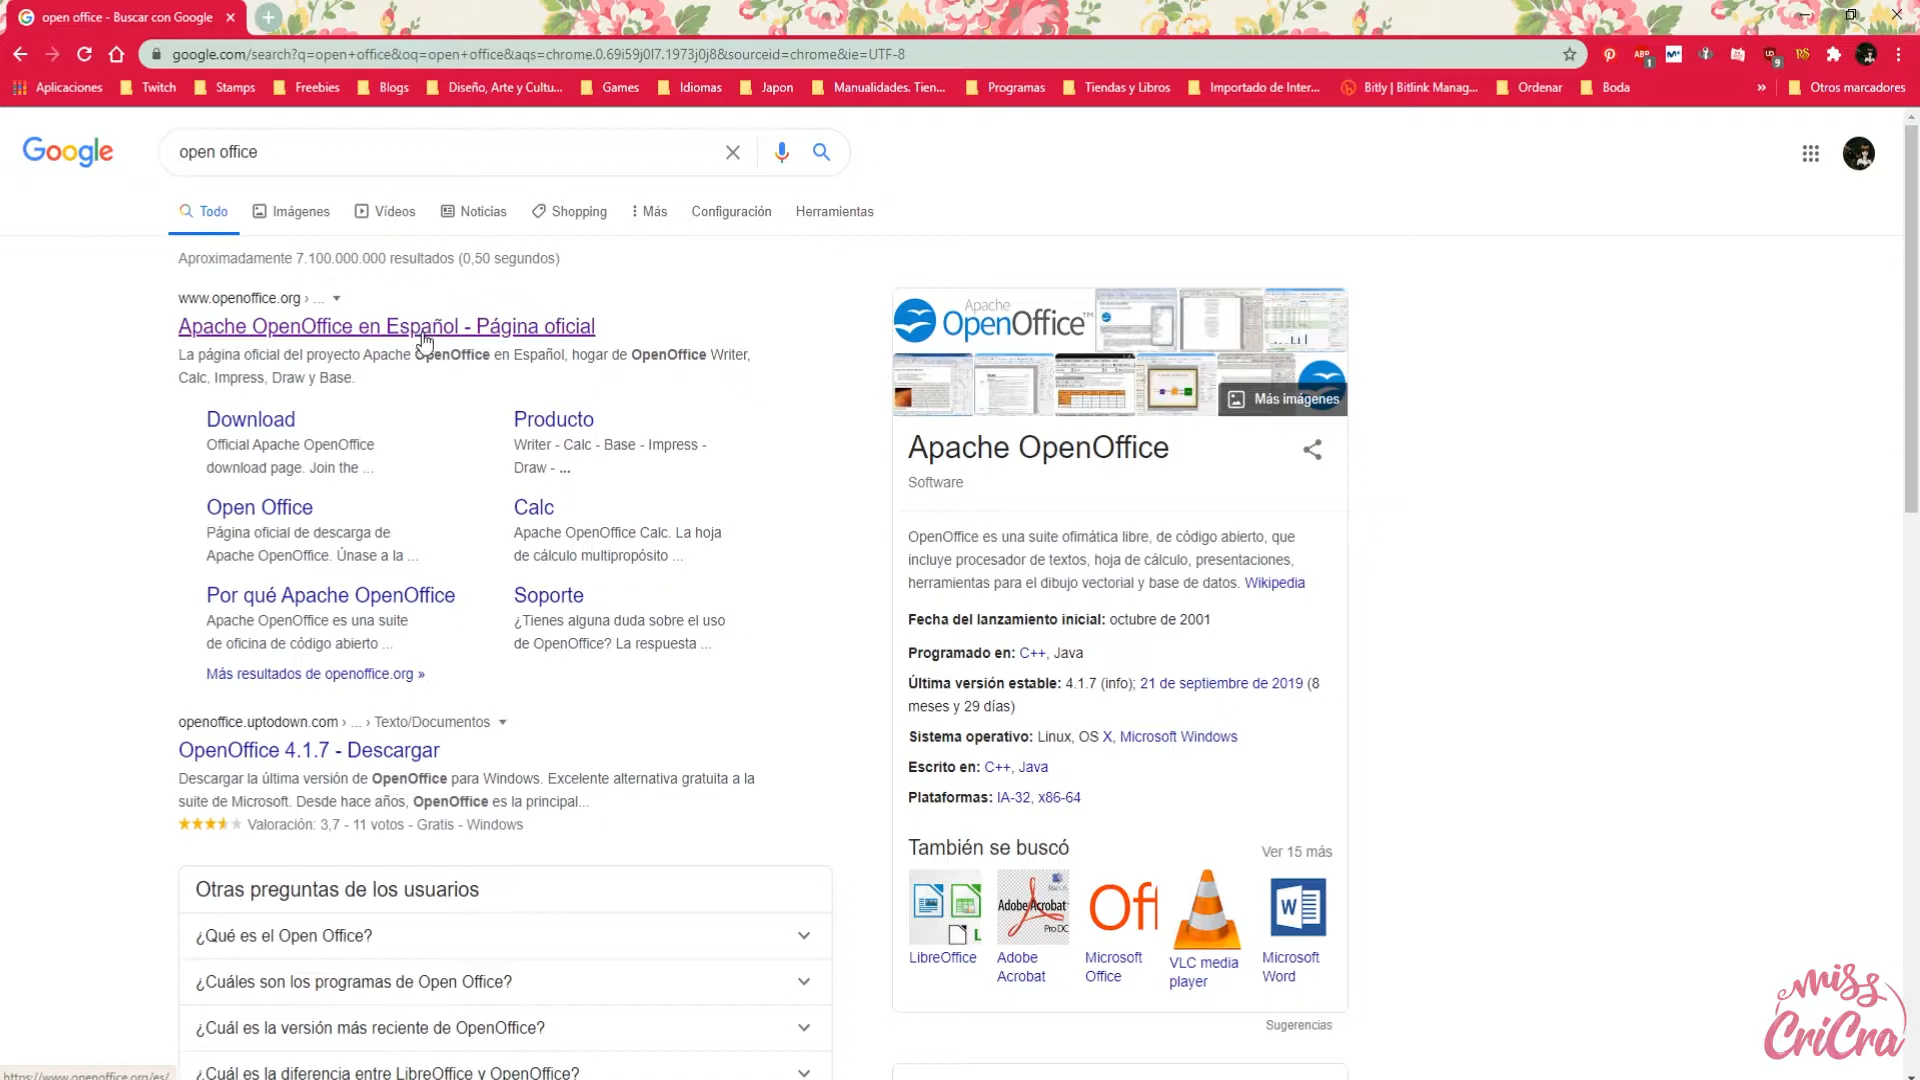 open office - Buscar con Google
google.com/search?q=open+office&oq=open+office&aqs=chrome.0.69i59j0l7.1973j0j8&sourceid=chrome&ie=UTF-8
Aplicaciones Twitch Stamps Freebies Blogs Diseño, Arte y Cultu... Games Idiomas Japon Manualidades. Tien... Programas Tiendas y Libros Importado de Inter... Bitly | Bitlink Manag... Ordenar Boda » Otros marcadores
Google
open office
Todo Imágenes Vídeos Noticias Shopping Más Configuración Herramientas
Aproximadamente 7.100.000.000 resultados (0,50 segundos)
www.openoffice.org › ...
Apache OpenOffice en Español - Página oficial
La página oficial del proyecto Apache OpenOffice en Español, hogar de OpenOffice Writer,
Calc, Impress, Draw y Base.
Download
Official Apache OpenOffice
download page. Join the ...
Producto
Writer - Calc - Base - Impress -
Draw - ...
Open Office
Página oficial de descarga de
Apache OpenOffice. Únase a la ...
Calc
Apache OpenOffice Calc. La hoja
de cálculo multipropósito ...
Por qué Apache OpenOffice
Apache OpenOffice es una suite
de oficina de código abierto ...
Soporte
¿Tienes alguna duda sobre el uso
de OpenOffice? La respuesta ...
Más resultados de openoffice.org »
openoffice.uptodown.com › ... › Texto/Documentos
OpenOffice 4.1.7 - Descargar
Descargar la última versión de OpenOffice para Windows. Excelente alternativa gratuita a la
suite de Microsoft. Desde hace años, OpenOffice es la principal...
Valoración: 3,7 - 11 votos - Gratis - Windows
Otras preguntas de los usuarios
¿Qué es el Open Office?
¿Cuáles son los programas de Open Office?
¿Cuál es la versión más reciente de OpenOffice?
¿Cuál es la diferencia entre LibreOffice y OpenOffice?
https://www.openoffice.org/es/
Apache
OpenOffice™
Más imágenes
Apache OpenOffice
Software
OpenOffice es una suite ofimática libre, de código abierto, que
incluye procesador de textos, hoja de cálculo, presentaciones,
herramientas para el dibujo vectorial y base de datos. Wikipedia
Fecha del lanzamiento inicial: octubre de 2001
Programado en: C++, Java
Última versión estable: 4.1.7 (info); 21 de septiembre de 2019 (8
meses y 29 días)
Sistema operativo: Linux, OS X, Microsoft Windows
Escrito en: C++, Java
Plataformas: IA-32, x86-64
También se buscó
Ver 15 más
Adobe Acrobat
Pro DC
Off
W
LibreOffice
Adobe
Acrobat
Microsoft
Office
VLC media
player
Microsoft
Word
Sugerencias
miss
CriCra